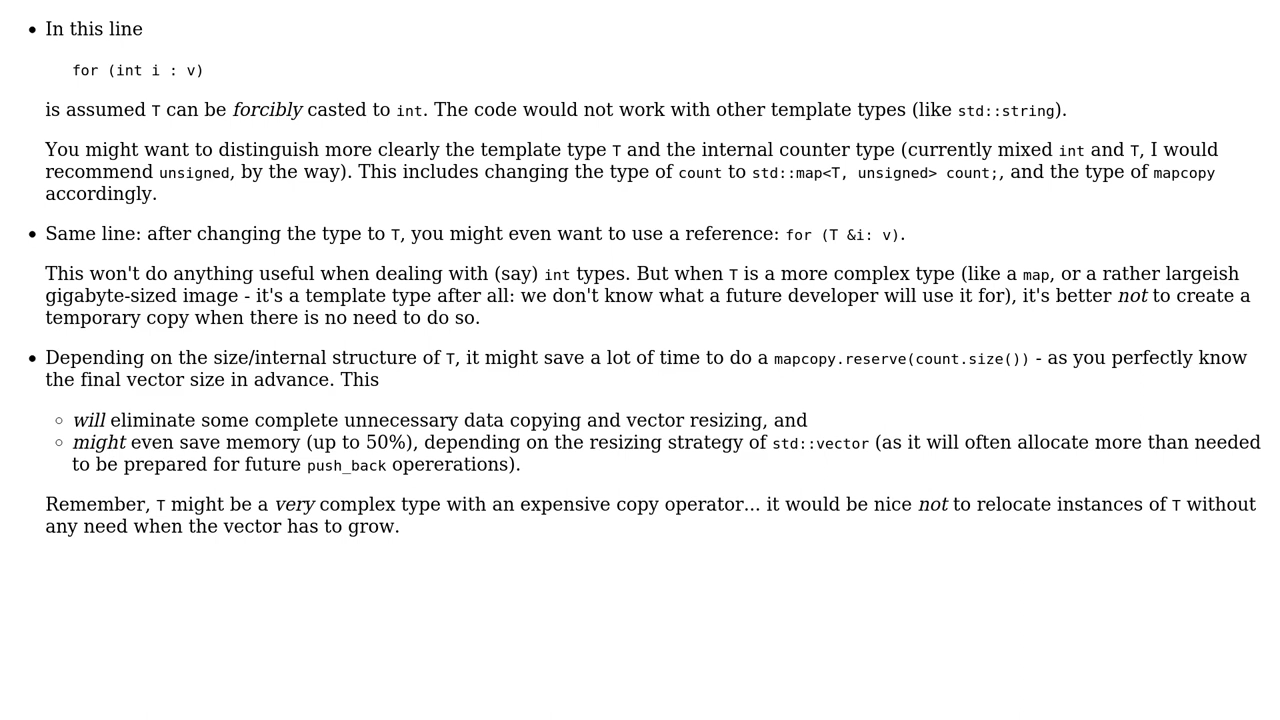 In this line
for (int i : v)
is assumed T can be forcibly casted to int. The code would not work with other template types (like std::string).
You might want to distinguish more clearly the template type T and the internal counter type (currently mixed int and T, I would
recommend unsigned, by the way). This includes changing the type of count to std::map<T, unsigned> count;, and the type of mapcopy
accordingly.
Same line: after changing the type to T, you might even want to use a reference: for (T &i: v).
This won't do anything useful when dealing with (say) int types. But when T is a more complex type (like a map, or a rather largeish
gigabyte-sized image - it's a template type after all: we don't know what a future developer will use it for), it's better not to create a
temporary copy when there is no need to do so.
Depending on the size/internal structure of T, it might save a lot of time to do a mapcopy.reserve(count.size()) - as you perfectly know
the final vector size in advance. This
will eliminate some complete unnecessary data copying and vector resizing, and
might even save memory (up to 50%), depending on the resizing strategy of std::vector (as it will often allocate more than needed
to be prepared for future push_back opererations).
Remember, T might be a very complex type with an expensive copy operator... it would be nice not to relocate instances of T without
any need when the vector has to grow.